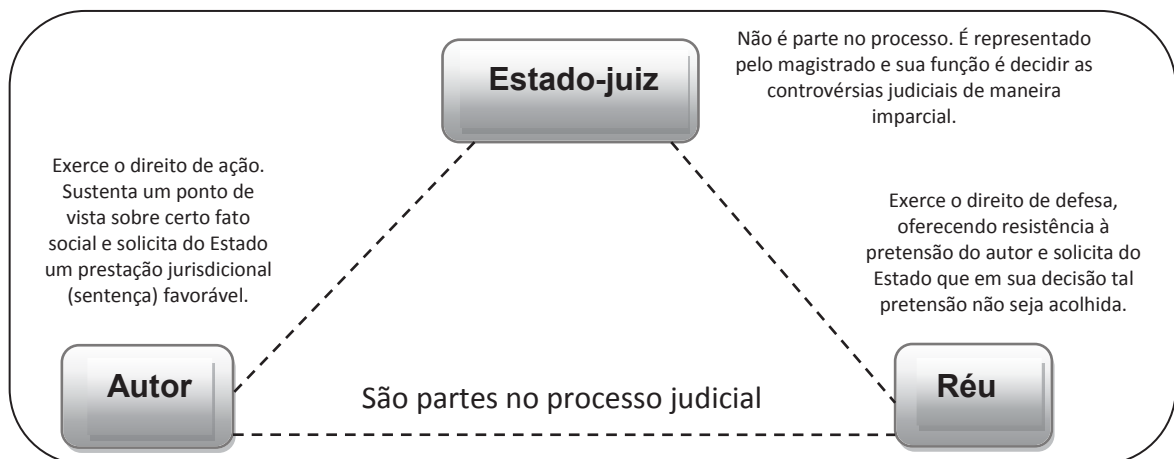 Estado-juiz
Não é parte no processo. É representado
pelo magistrado e sua função é decidir as
controvérsias judiciais de maneira
imparcial.
Exerce o direito de ação.
Sustenta um ponto de
vista sobre certo fato
social e solicita do Estado
um prestação jurisdicional
(sentença) favorável.
Exerce o direito de defesa,
oferecendo resistência à
pretensão do autor e solicita do
Estado que em sua decisão tal
pretensão não seja acolhida.
Autor
São partes no processo judicial
Réu